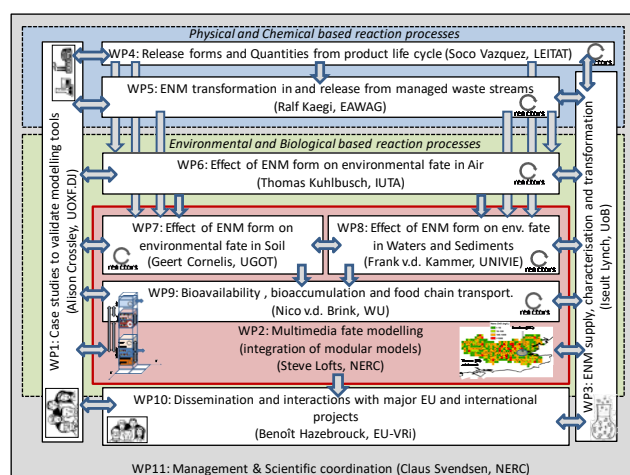 Physical and Chemical based reaction processes
WP4: Release forms and Quantities from product life cycle (Soco Vazquez, LEITAT)
WP5: ENM transformation in and release from managed waste streams
(Ralf Kaegi, EAWAG)
reactors
Environmental and Biological based reaction processes
WP6: Effect of ENM form on environmental fate in Air
(Thomas Kuhlbusch, IUTA)
reactors
WP7: Effect of ENM form on
environmental fate in Soil
(Geert Cornelis, UGOT)
reactors
WP8: Effect of ENM form on env. fate
in Waters and Sediments
(Frank v.d. Kammer, UNIVIE)
reactors
WP9: Bioavailability , bioaccumulation and food chain transport.
(Nico v.d. Brink, WU)
reactors
WP2: Multimedia fate modelling
(integration of modular models)
(Steve Lofts, NERC)
WP10: Dissemination and interactions with major EU and international
projects
(Benoît Hazebrouck, EU-VRi)
WP11: Management & Scientific coordination (Claus Svendsen, NERC)
WP1: Case studies to validate modelling tools
(Alison Crossley, UOXF.DJ)
WP3: ENM supply, characterisation and transformation
(Iseult Lynch, UoB)